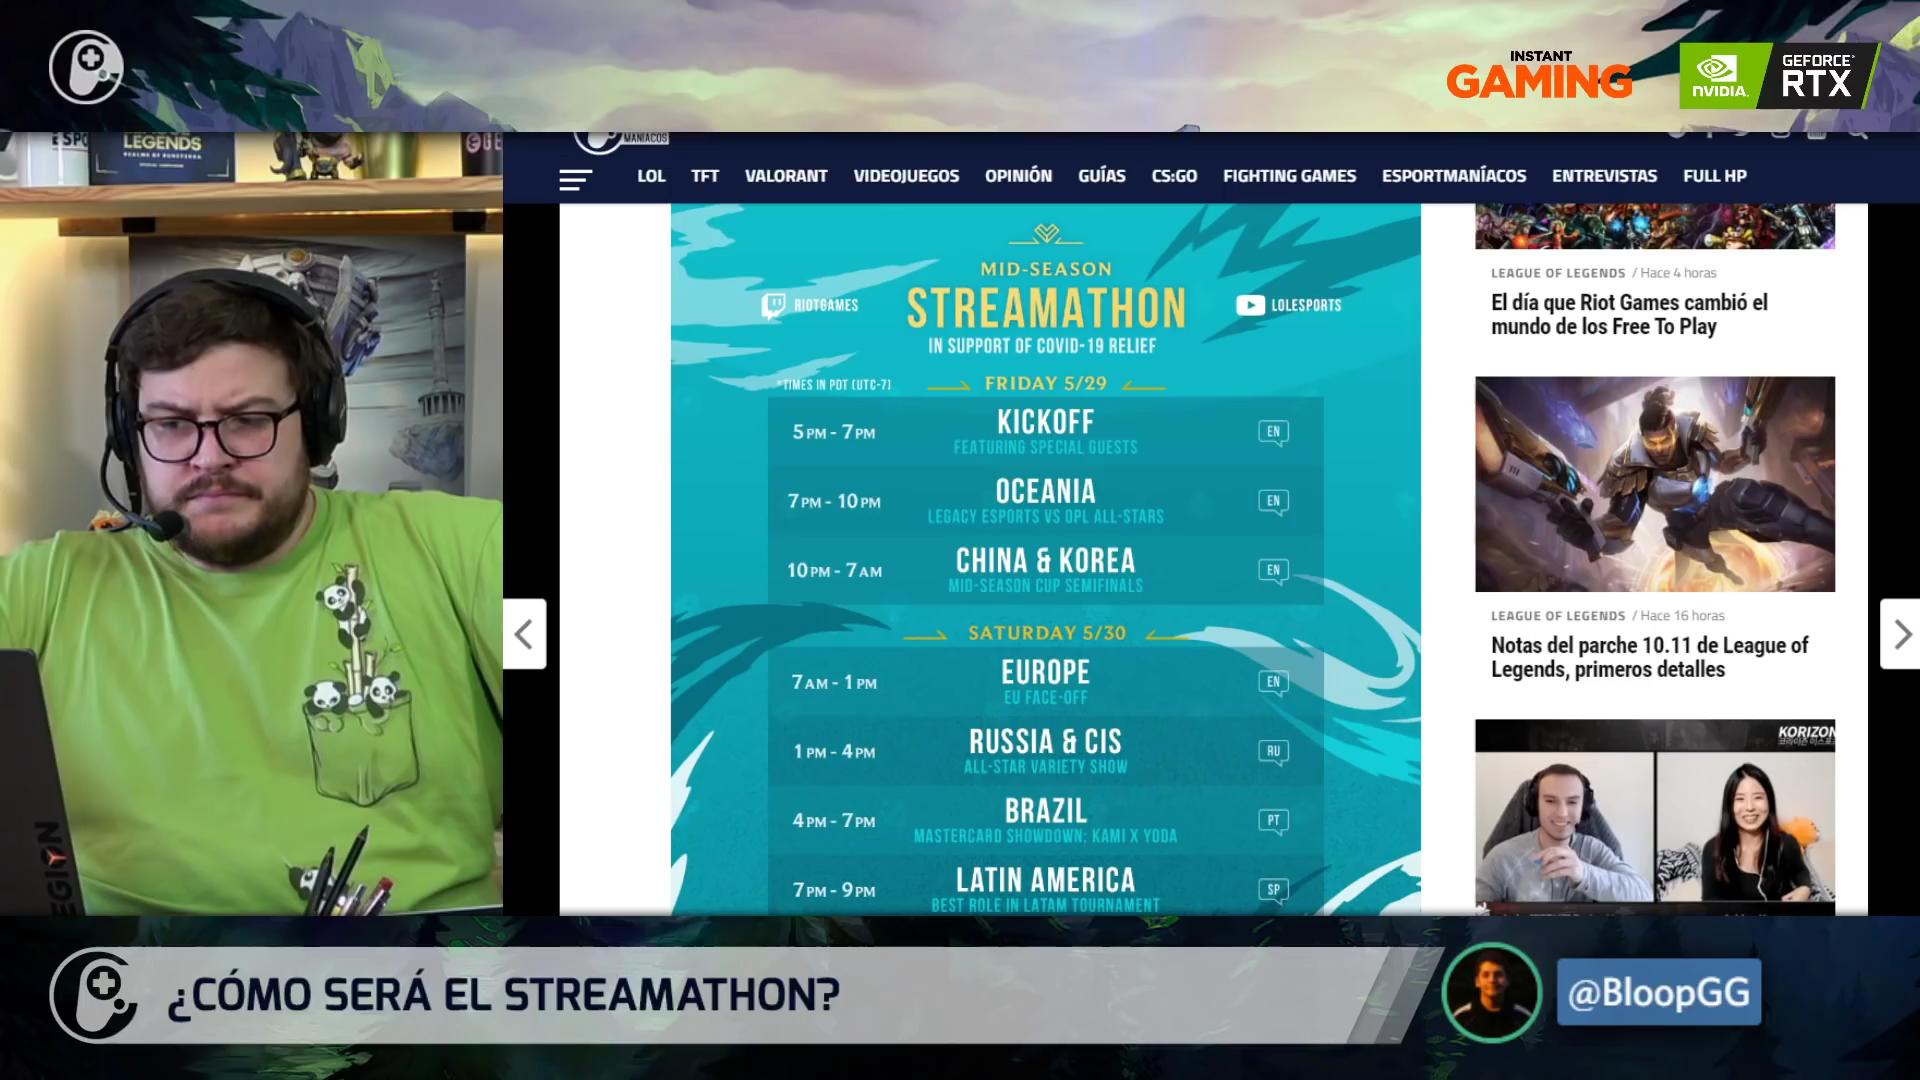 INSTANT
GAMING
NVIDIA.
GEFORCE
RTX
LEGENDS
REALMS OF RUNETERRA
MANIACOS
LOL
TFT
VALORANT
VIDEOJUEGOS
OPINIÓN
GUÍAS
CS:GO
FIGHTING GAMES
ESPORTMANÍACOS
ENTREVISTAS
FULL HP
MID-SEASON
RIOTGAMES
STREAMATHON
LOLESPORTS
IN SUPPORT OF COVID-19 RELIEF
*TIMES IN PDT (UTC-7)
FRIDAY 5/29
5PM - 7PM
KICKOFF
FEATURING SPECIAL GUESTS
EN
7PM - 10PM
OCEANIA
LEGACY ESPORTS VS OPL ALL-STARS
EN
10PM - 7AM
CHINA & KOREA
MID-SEASON CUP SEMIFINALS
EN
SATURDAY 5/30
7AM - 1PM
EUROPE
EU FACE-OFF
EN
1PM - 4PM
RUSSIA & CIS
ALL-STAR VARIETY SHOW
RU
4PM - 7PM
BRAZIL
MASTERCARD SHOWDOWN: KAMI X YODA
PT
7PM - 9PM
LATIN AMERICA
BEST ROLE IN LATAM TOURNAMENT
SP
LEAGUE OF LEGENDS / Hace 4 horas
El día que Riot Games cambió el
mundo de los Free To Play
LEAGUE OF LEGENDS / Hace 16 horas
Notas del parche 10.11 de League of
Legends, primeros detalles
KORIZON
LEGION
¿CÓMO SERÁ EL STREAMATHON?
@BloopGG